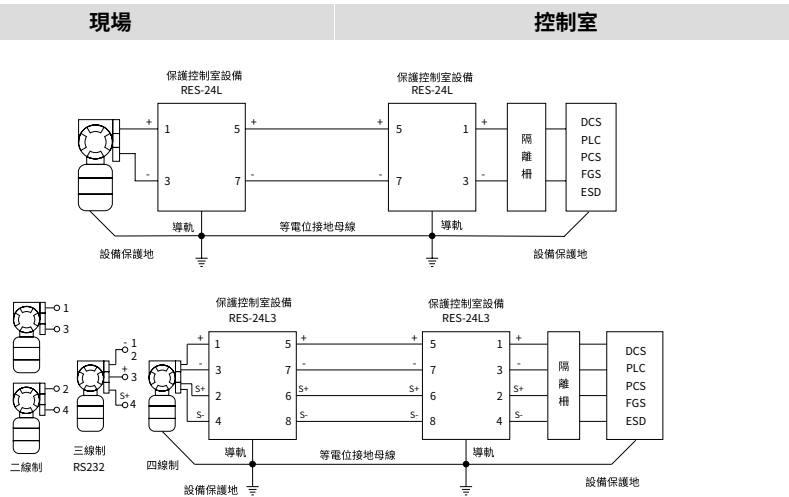 現場 控制室
保護控制室設備
RES-24L
保護控制室設備
RES-24L
+ 1 5 + + 5 1 +
- 3 7 - - 7 3 -
隔
離
柵
DCS
PLC
PCS
FGS
ESD
導軌 等電位接地母線 導軌
設備保護地 設備保護地
保護控制室設備
RES-24L3
保護控制室設備
RES-24L3
1
3
2
4
二線制
- 1
2
+ 3
S+ 4
三線制
RS232
四線制
+ 1 5 + + 5 1 +
- 3 7 - - 7 3 -
S+ 2 6 S+ S+ 6 2 S+
S- 4 8 S- S- 8 4 S-
隔
離
柵
DCS
PLC
PCS
FGS
ESD
導軌 等電位接地母線 導軌
設備保護地 設備保護地